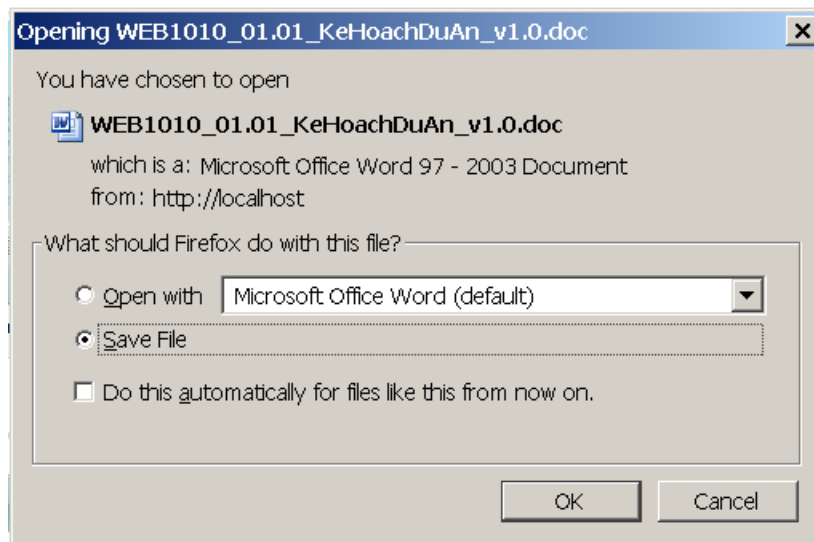 Opening WEB1010_01.01_KeHoachDuAn_v1.0.doc
You have chosen to open
WEB1010_01.01_KeHoachDuAn_v1.0.doc
which is a: Microsoft Office Word 97 - 2003 Document
from: http://localhost
What should Firefox do with this file?
Open with Microsoft Office Word (default)
Save File
Do this automatically for files like this from now on.
OK Cancel